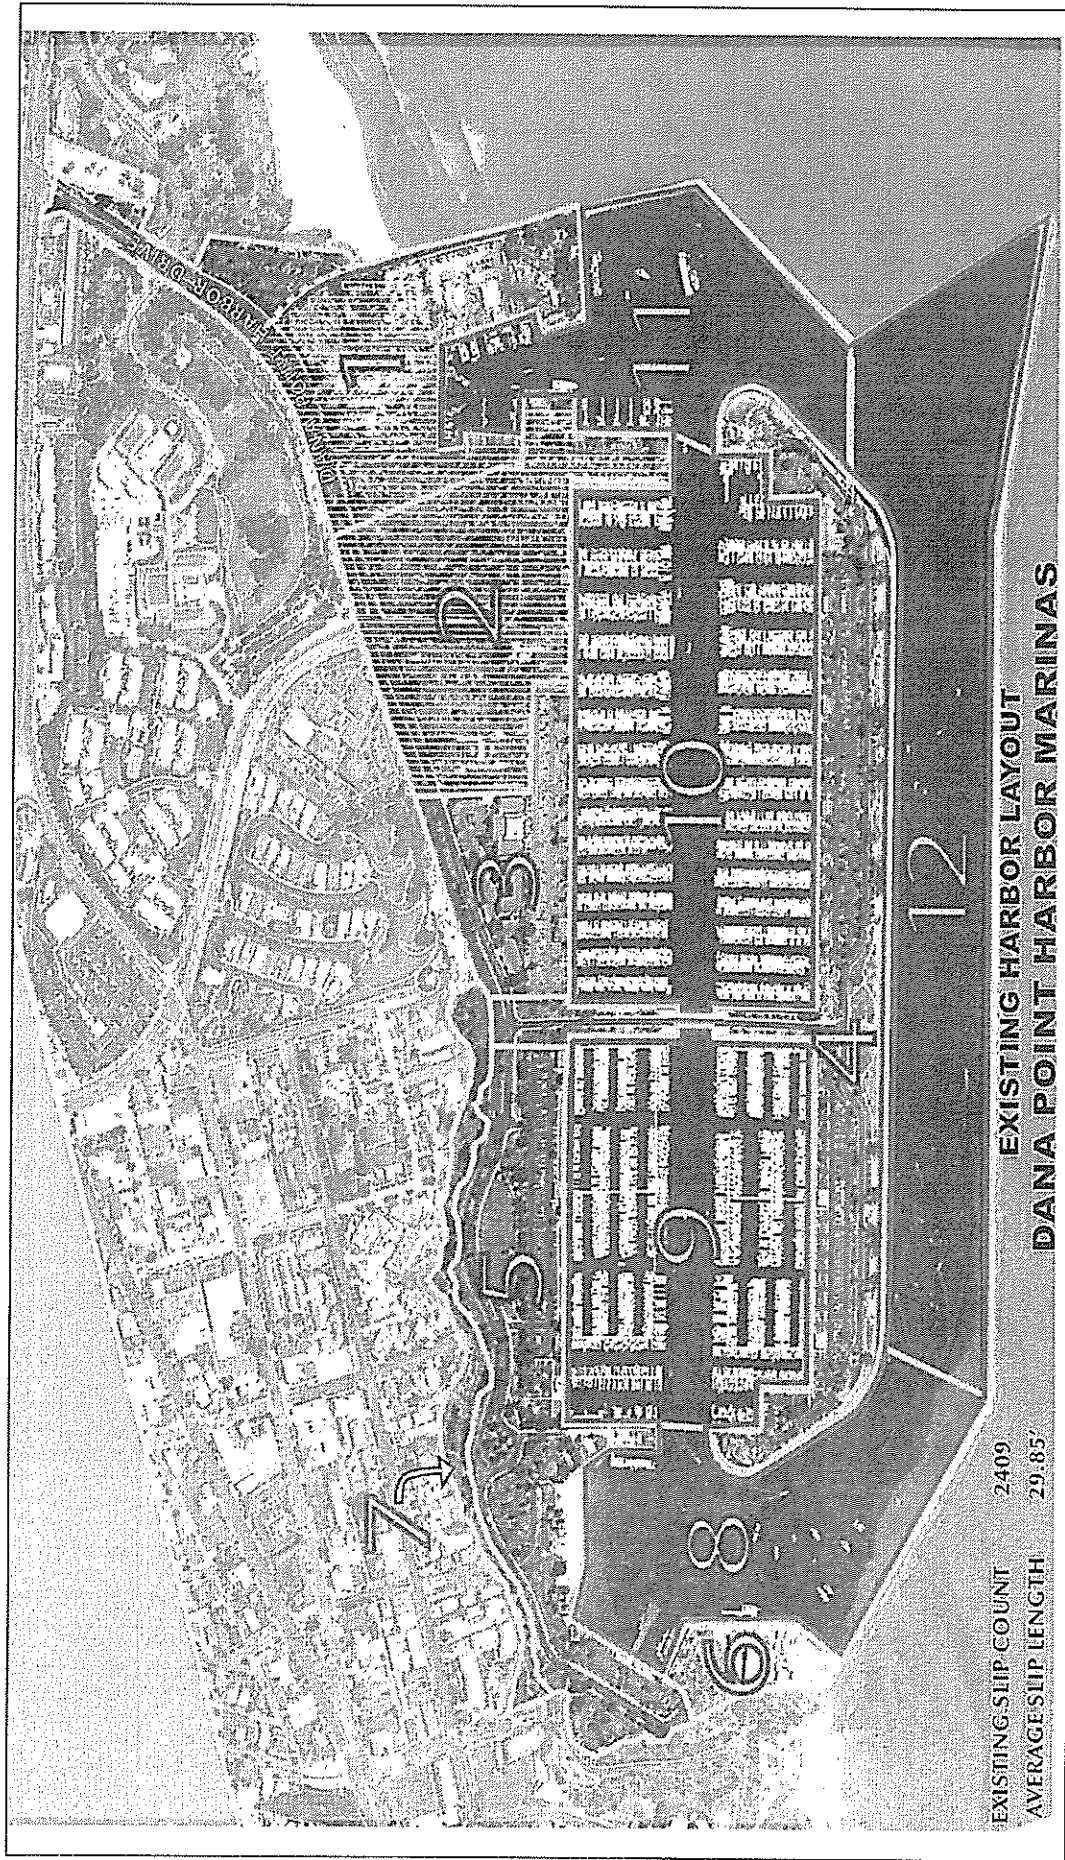 HARBOR DRIVE
1
2
3
4
5
6
7
8
9
10
11
12
EXISTING SLIP COUNT 2409
AVERAGE SLIP LENGTH 29.85'
EXISTING HARBOR LAYOUT
DANA POINT HARBOR MARINAS